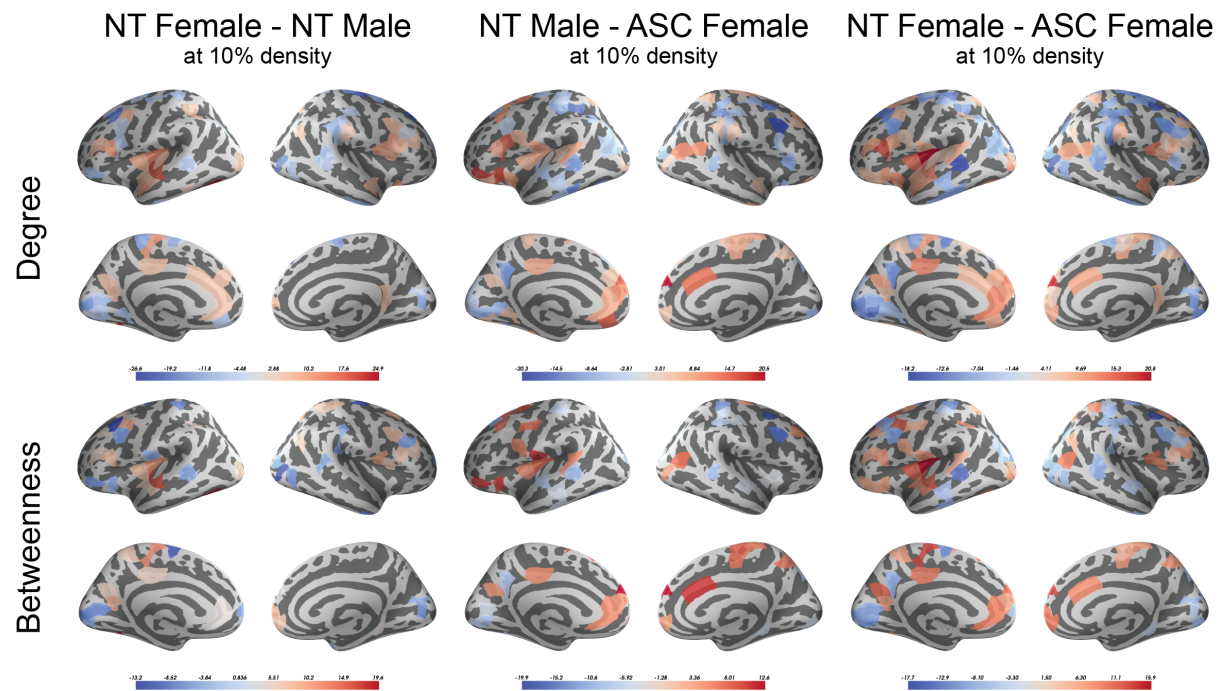 NT Female - NT Male
at 10% density
NT Male - ASC Female
at 10% density
NT Female - ASC Female
at 10% density
Degree
-26.6 -19.2 -11.8 -4.48 2.88 10.2 17.6 24.9
-20.3 -14.5 -8.64 -2.81 3.01 8.84 14.7 20.5
-18.2 -12.6 -7.04 -1.46 4.11 9.69 15.3 20.8
Betweenness
-13.2 -8.52 -3.84 0.836 5.51 10.2 14.9 19.6
-19.9 -15.2 -10.6 -5.92 -1.28 3.36 8.01 12.6
-17.7 -12.9 -8.10 -3.30 1.50 6.30 11.1 15.9